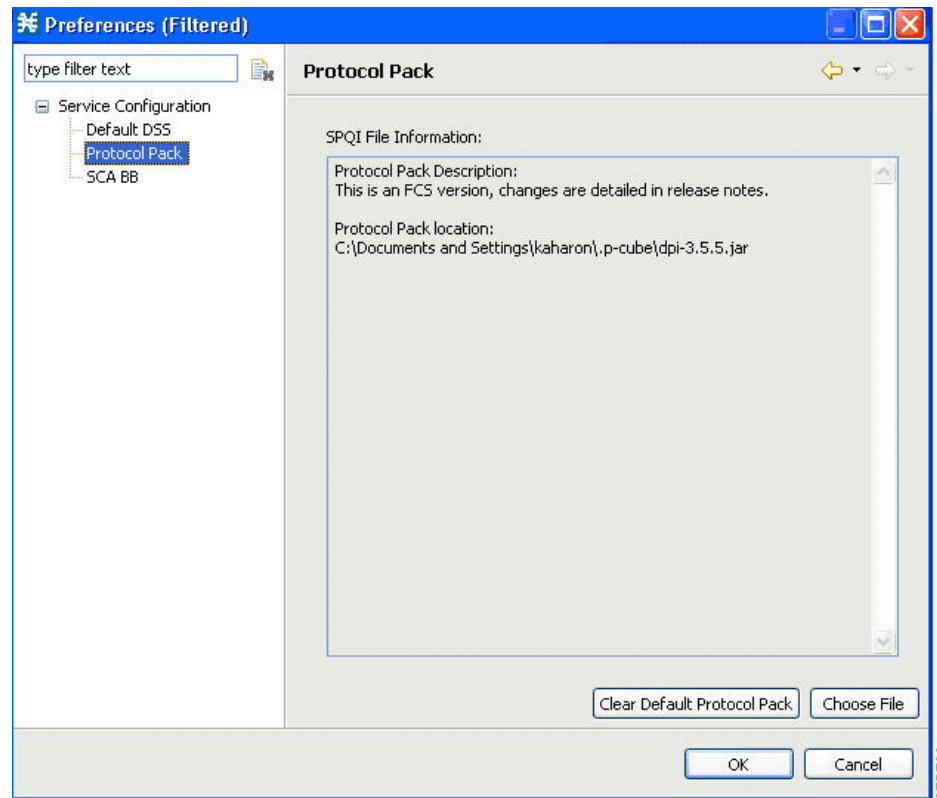 Preferences (Filtered)
type filter text
Protocol Pack
Service Configuration
Default DSS
Protocol Pack
SCA BB
SPQI File Information:
Protocol Pack Description:
This is an FCS version, changes are detailed in release notes.
Protocol Pack location:
C:\Documents and Settings\kaharon\.p-cube\dpi-3.5.5.jar
Clear Default Protocol Pack
Choose File
OK
Cancel